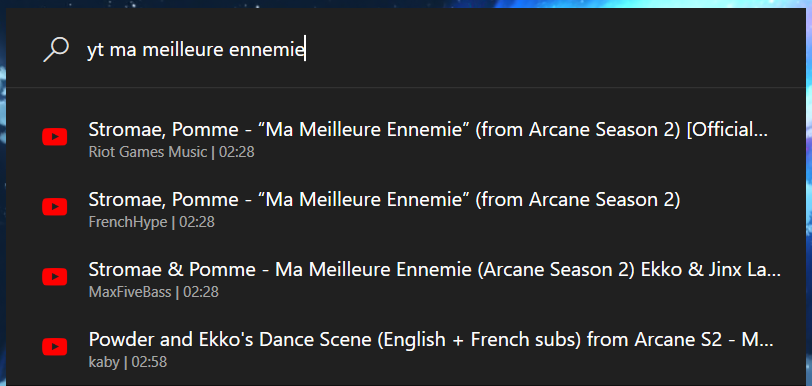 yt ma meilleure ennemie
Stromae, Pomme - “Ma Meilleure Ennemie” (from Arcane Season 2) [Official...
Riot Games Music | 02:28
Stromae, Pomme - “Ma Meilleure Ennemie” (from Arcane Season 2)
FrenchHype | 02:28
Stromae & Pomme - Ma Meilleure Ennemie (Arcane Season 2) Ekko & Jinx La...
MaxFiveBass | 02:28
Powder and Ekko's Dance Scene (English + French subs) from Arcane S2 - M...
kaby | 02:58